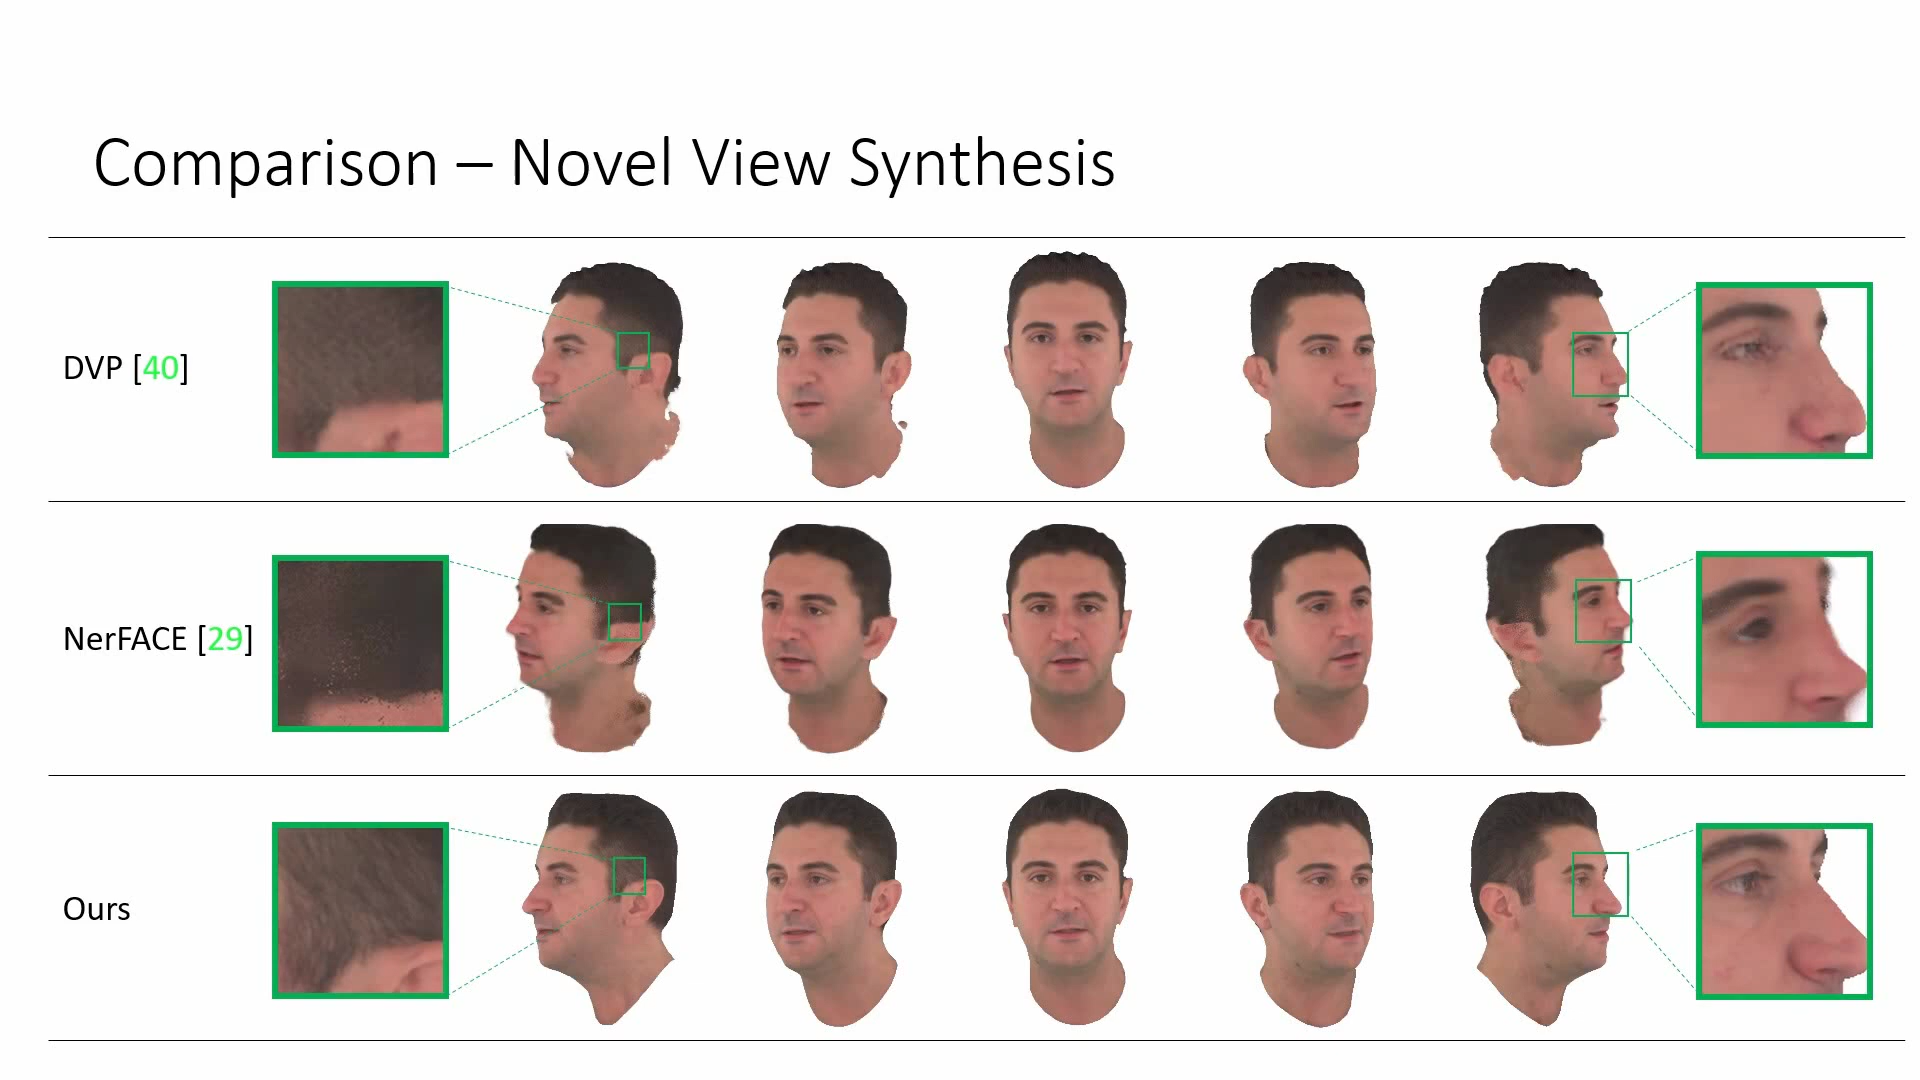 Comparison – Novel View Synthesis
DVP [40]
NerFACE [29]
Ours